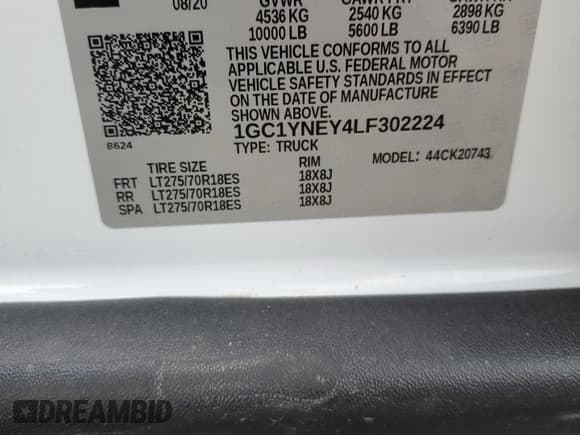 08/20
GVWR
4536 KG
10000 LB
2540 KG
5600 LB
2898 KG
6390 LB
THIS VEHICLE CONFORMS TO ALL
APPLICABLE U.S. FEDERAL MOTOR
VEHICLE SAFETY STANDARDS IN EFFECT
ON THE DATE OF MANUFACTURE
SHOWN ABOVE.
1GC1YNEY4LF302224
TYPE: TRUCK
MODEL: 44CK20743
8624
TIRE SIZE RIM
FRT LT275/70R18ES 18X8J
RR LT275/70R18ES 18X8J
SPA LT275/70R18ES 18X8J
DREAMBID